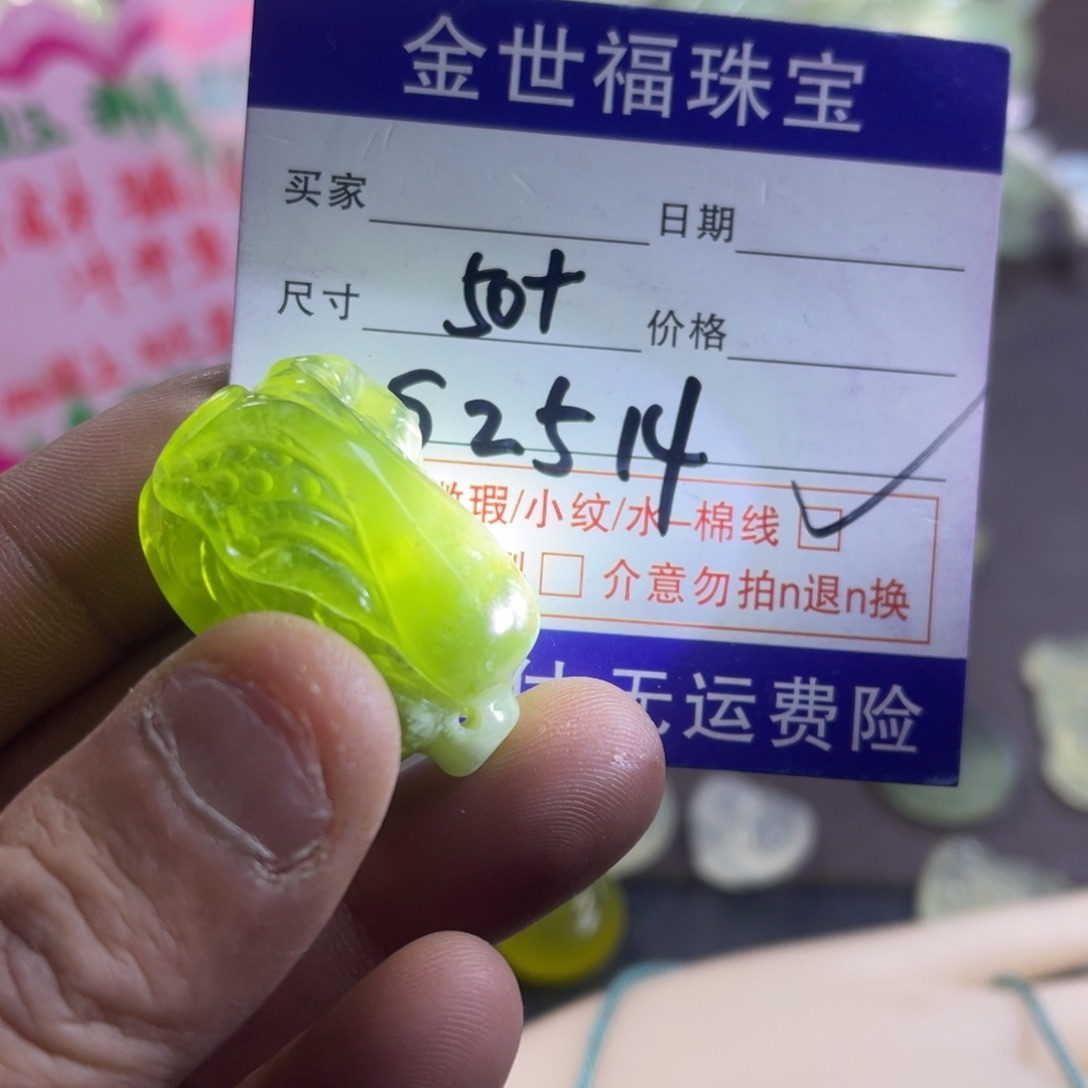 金世福珠宝
买家 日期
尺寸 50+ 价格
S2514
瑕/小纹/水-棉线
介意勿拍n退n换
无运费险